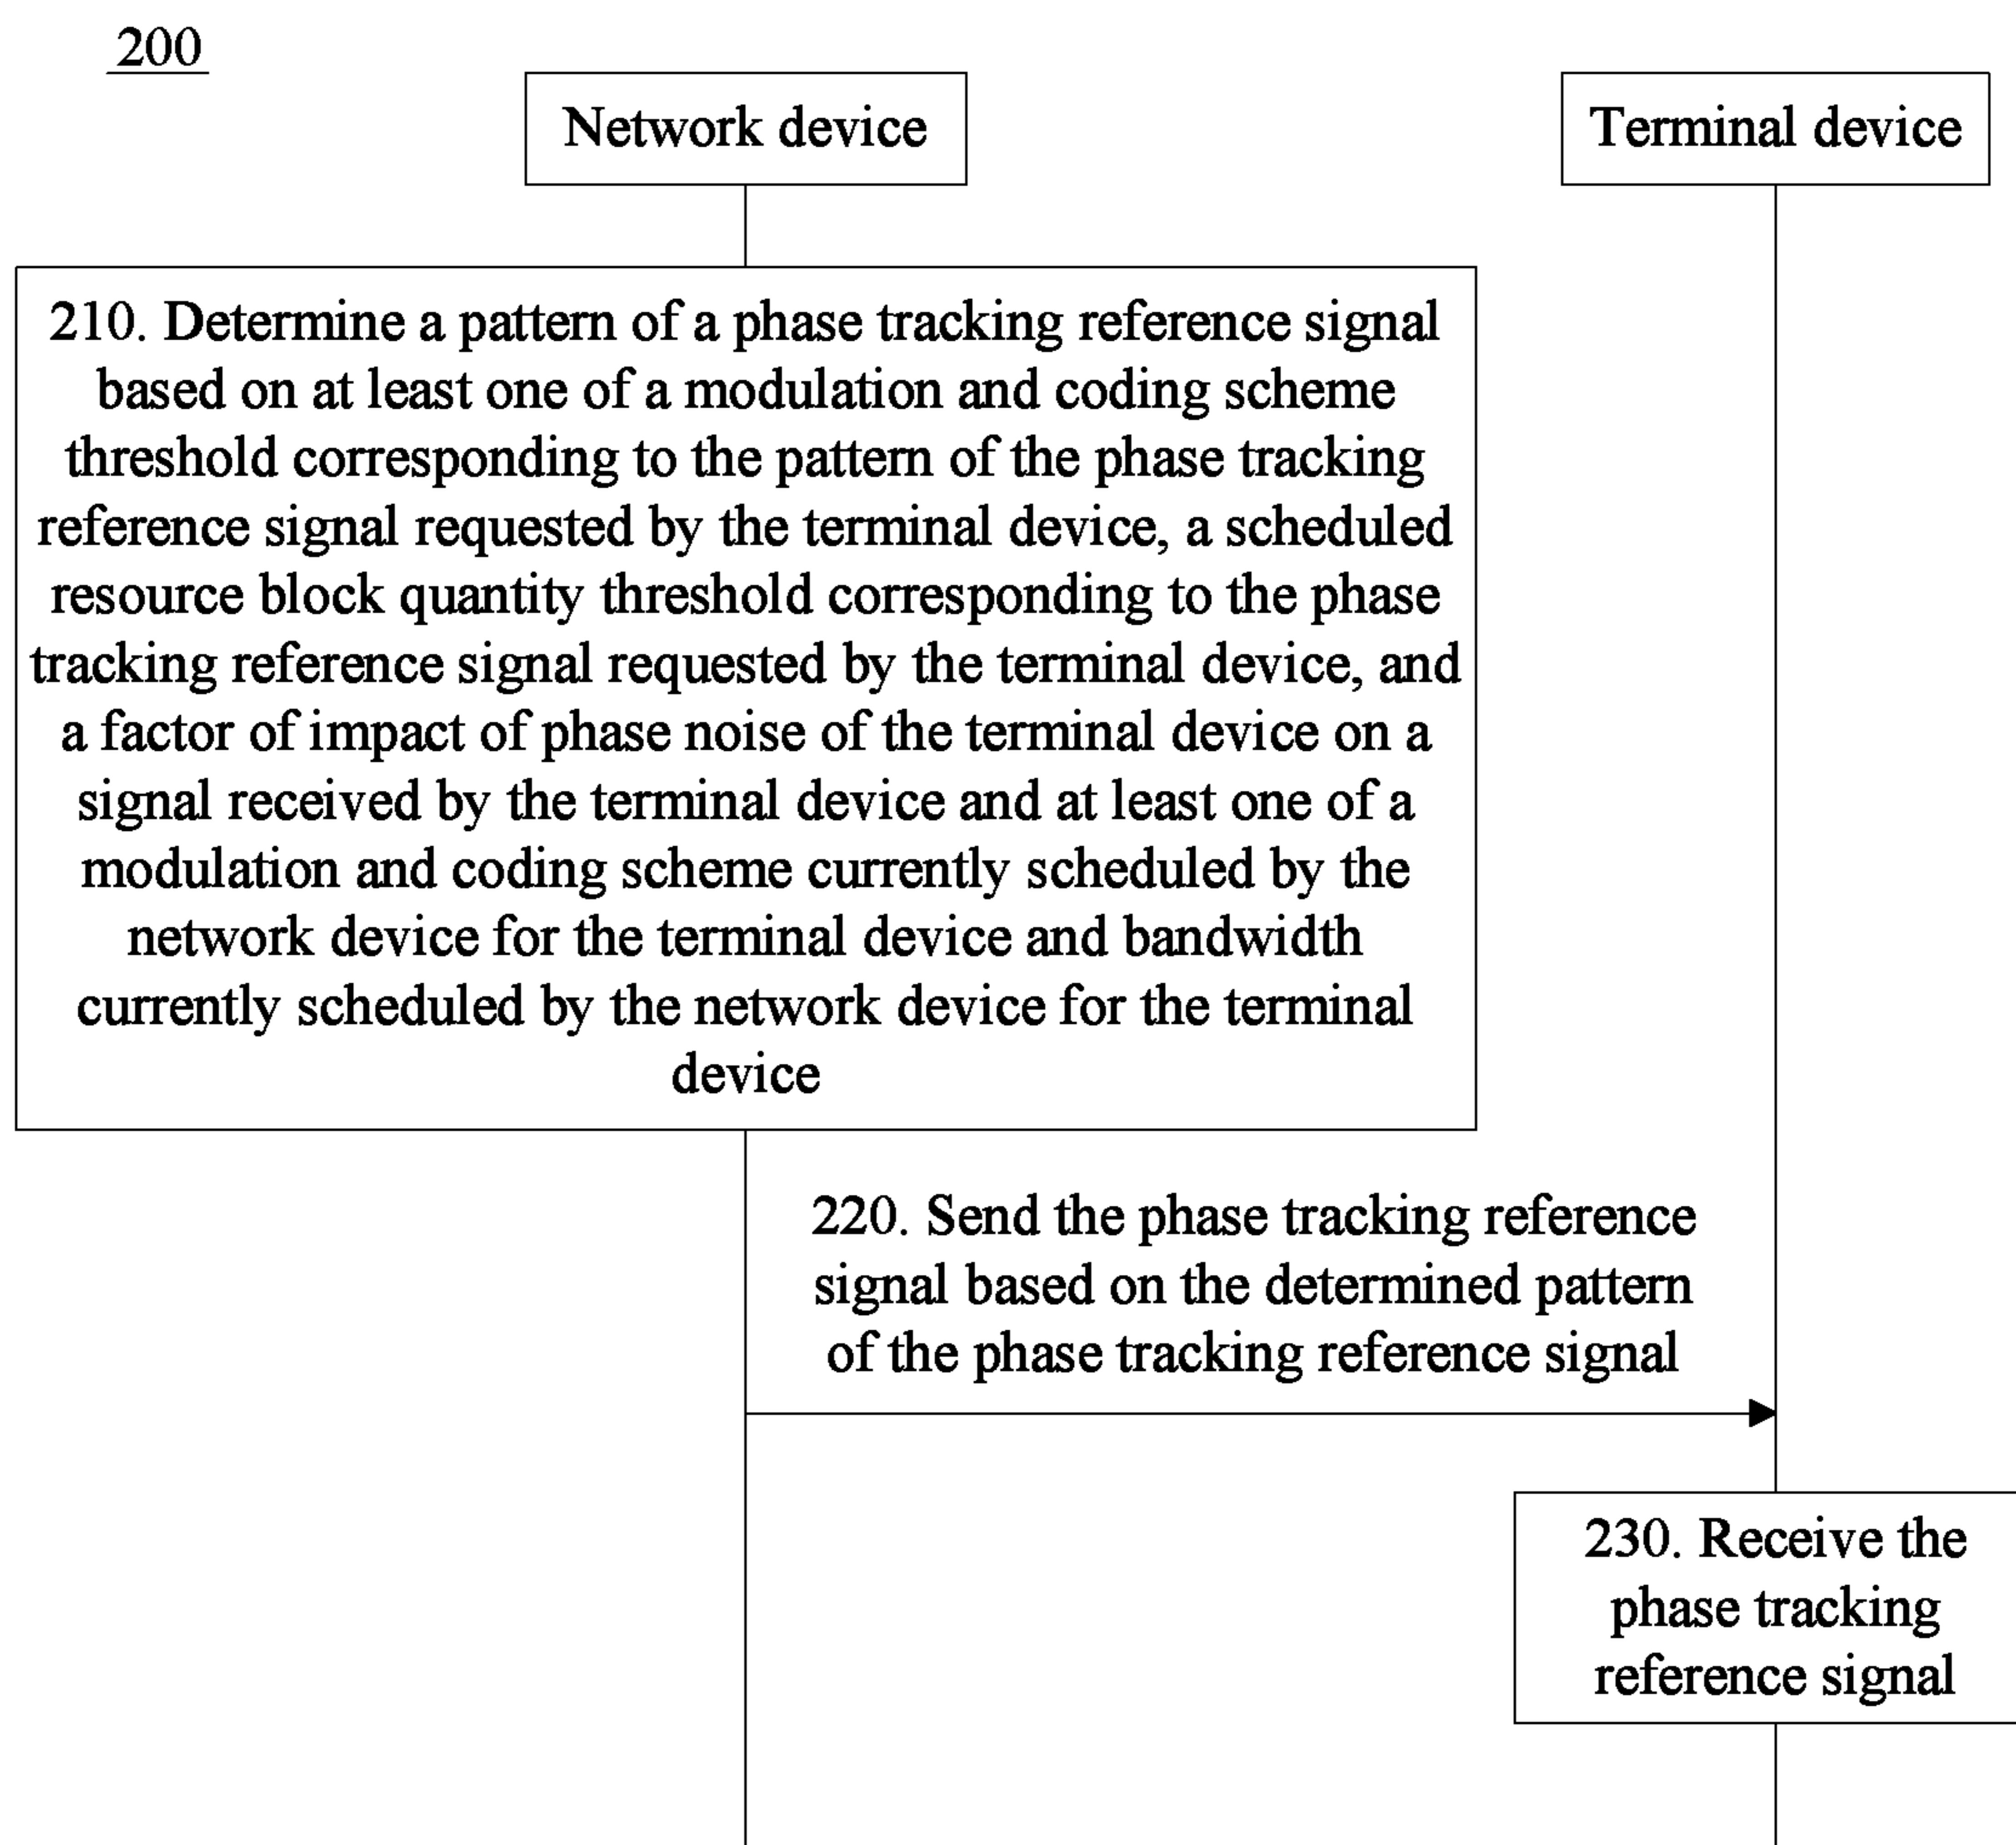 200
Network device
Terminal device
210. Determine a pattern of a phase tracking reference signal
based on at least one of a modulation and coding scheme
threshold corresponding to the pattern of the phase tracking
reference signal requested by the terminal device, a scheduled
resource block quantity threshold corresponding to the phase
tracking reference signal requested by the terminal device, and
a factor of impact of phase noise of the terminal device on a
signal received by the terminal device and at least one of a
modulation and coding scheme currently scheduled by the
network device for the terminal device and bandwidth
currently scheduled by the network device for the terminal
device
220. Send the phase tracking reference
signal based on the determined pattern
of the phase tracking reference signal
230. Receive the
phase tracking
reference signal